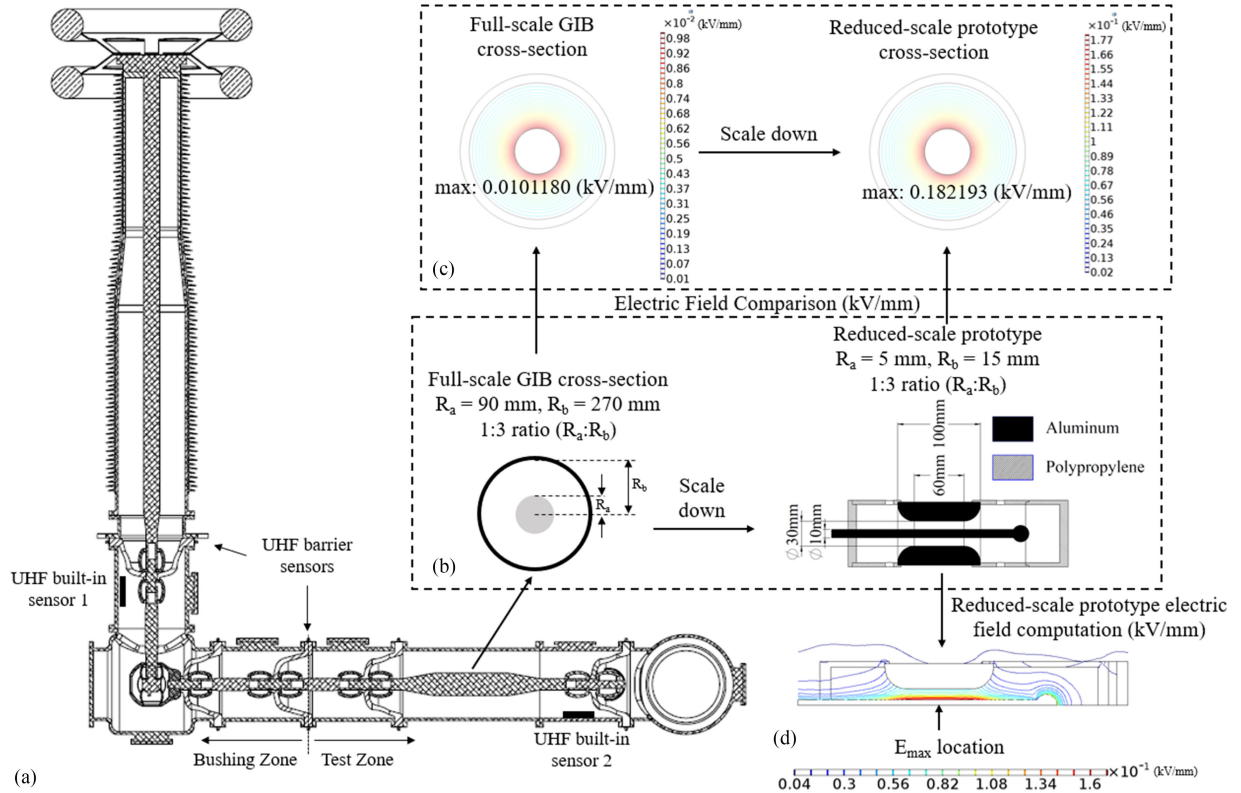 ×10⁻² (kV/mm)
Full-scale GIB
cross-section
0.98
0.92
0.86
0.8
0.74
0.68
0.62
0.56
0.5
0.43
0.37
0.31
0.25
0.19
0.13
0.07
0.01
max: 0.0101180 (kV/mm)
Scale down
×10⁻¹ (kV/mm)
Reduced-scale prototype
cross-section
1.77
1.66
1.55
1.44
1.33
1.22
1.11
1
0.89
0.78
0.67
0.56
0.46
0.35
0.24
0.13
0.02
max: 0.182193 (kV/mm)
(c)
Electric Field Comparison (kV/mm)
Full-scale GIB cross-section
Rₐ = 90 mm, R_b = 270 mm
1:3 ratio (Rₐ:R_b)
R_b
Rₐ
Scale
down
Reduced-scale prototype
Rₐ = 5 mm, R_b = 15 mm
1:3 ratio (Rₐ:R_b)
100mm
60mm
∅30mm
∅10mm
Aluminum
Polypropylene
(b)
UHF barrier
sensors
UHF built-in
sensor 1
Bushing Zone
Test Zone
UHF built-in
sensor 2
(a)
Reduced-scale prototype electric
field computation (kV/mm)
(d)
E_max location
0.04 0.3 0.56 0.82 1.08 1.34 1.6
×10⁻¹ (kV/mm)